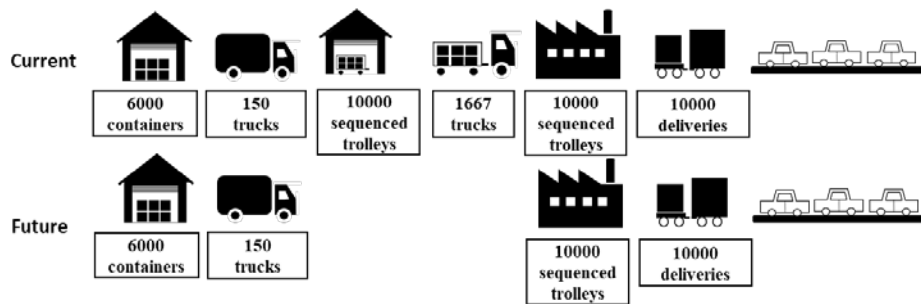 Current
6000
containers
150
trucks
10000
sequenced
trolleys
1667
trucks
10000
sequenced
trolleys
10000
deliveries
Future
6000
containers
150
trucks
10000
sequenced
trolleys
10000
deliveries